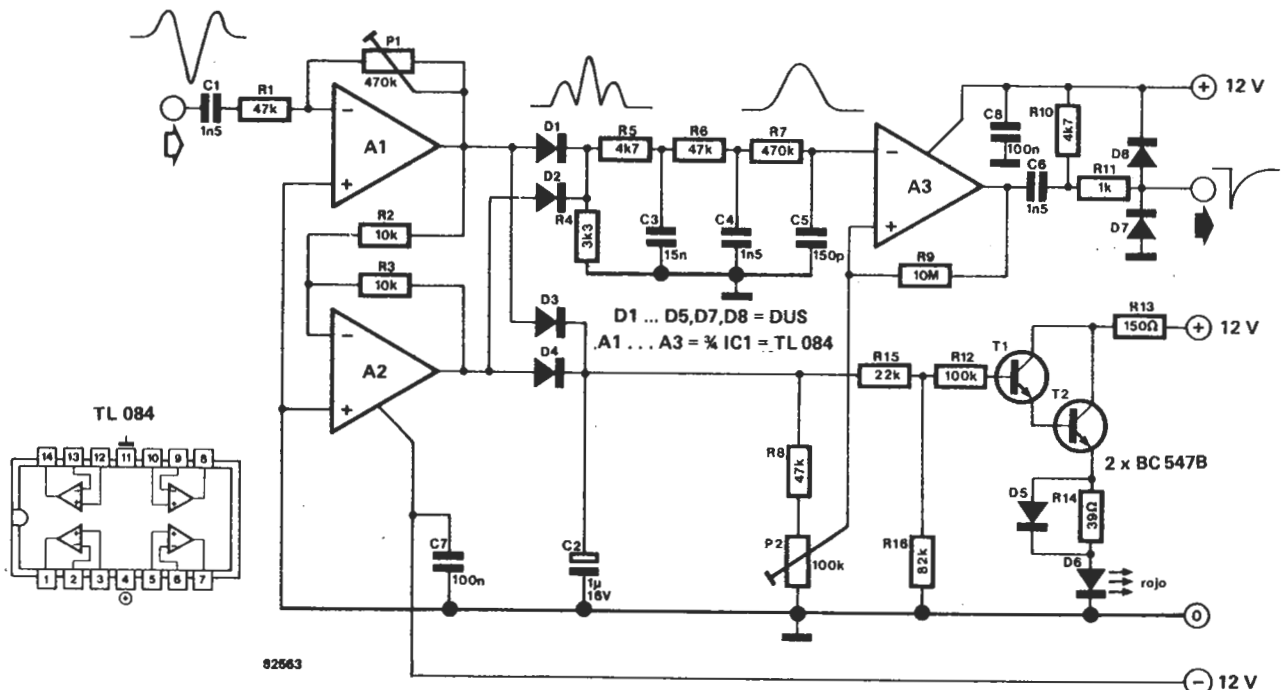 C1
1n5
R1
47k
P1
470k
A1
R2
10k
R3
10k
A2
D1
D2
R4
3k3
R5
4k7
R6
47k
R7
470k
C3
15n
C4
1n5
C5
150p
A3
C8
100n
R10
4k7
C6
1n5
R11
1k
D8
D7
12 V
R9
10M
D3
D4
D1 ... D5,D7,D8 = DUS
A1 ... A3 = ¾ IC1 = TL 084
R15
22k
R12
100k
T1
T2
R13
150Ω
12 V
2 x BC 547B
R8
47k
P2
100k
R16
82k
D5
R14
39Ω
D6
rojo
C7
100n
C2
1µ
16V
0
12 V
TL 084
14 13 12 11 10 9 8
1 2 3 4 5 6 7
82563